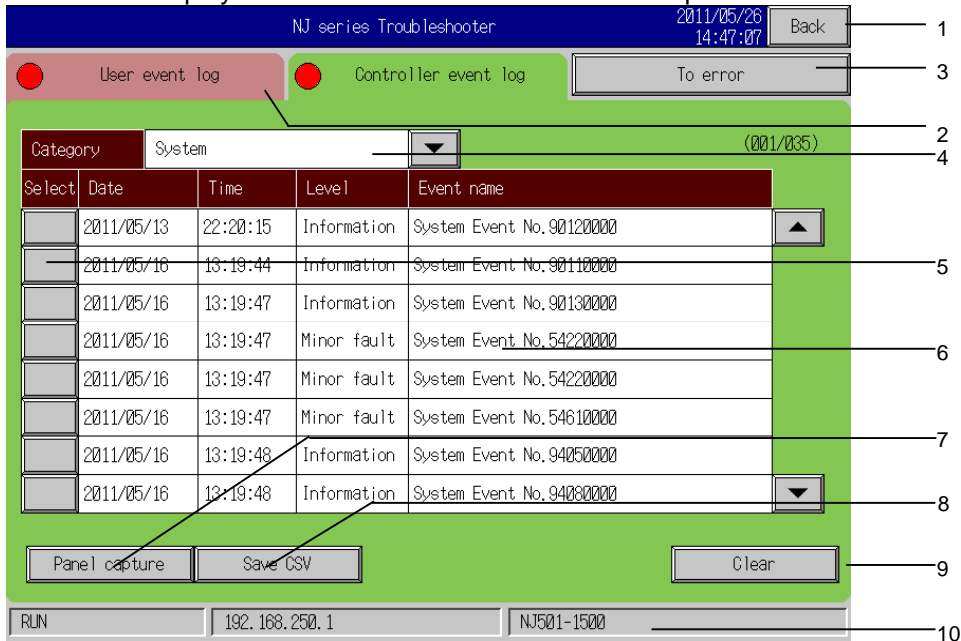 NJ series Troubleshooter 2011/05/26 14:47:07 Back 1
User event log Controller event log To error 3
2
Category System (001/035) 4
Select Date Time Level Event name
2011/05/13 22:20:15 Information System Event No.90120000
2011/05/16 13:19:44 Information System Event No.90110000 5
2011/05/16 13:19:47 Information System Event No.90130000
2011/05/16 13:19:47 Minor fault System Event No.54220000 6
2011/05/16 13:19:47 Minor fault System Event No.54220000
2011/05/16 13:19:47 Minor fault System Event No.54610000
7
2011/05/16 13:19:48 Information System Event No.94050000
2011/05/16 13:19:48 Information System Event No.94080000
8
Panel capture Save CSV Clear 9
RUN 192.168.250.1 NJ501-1500 10